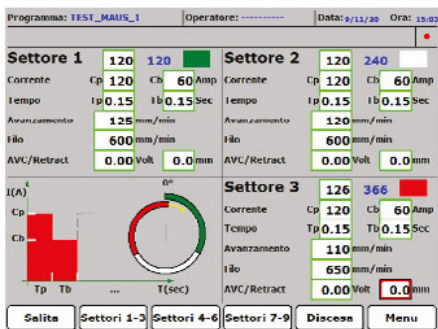 Programma: TEST_MAUS_1 Operatore: ---------- Data: 9/11/20 Ora: 15:03
Settore 1 120 120
Corrente Cp 120 Cb 60 Amp
Tempo Tp 0.15 Tb 0.15 Sec
Avanzamento 125 mm/min
Filo 600 mm/min
AVC/Retract 0.00 Volt 0.0 mm
Settore 2 120 240
Corrente Cp 120 Cb 60 Amp
Tempo Tp 0.15 Tb 0.15 Sec
Avanzamento 120 mm/min
Filo 600 mm/min
AVC/Retract 0.00 Volt 0.0 mm
I(A)
Cp
Cb
Tp Tb ... T(sec)
0°
Settore 3 126 366
Corrente Cp 120 Cb 60 Amp
Tempo Tp 0.15 Tb 0.15 Sec
Avanzamento 110 mm/min
Filo 650 mm/min
AVC/Retract 0.00 Volt 0.0 mm
Salita Settori 1-3 Settori 4-6 Settori 7-9 Discesa Menu